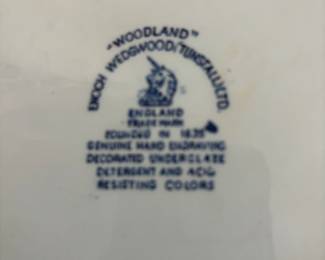 "WOODLAND"
ENOCH WEDGWOOD (TUNSTALL) LTD.
ENGLAND
TRADE MARK
FOUNDED IN 1835
GENUINE HAND ENGRAVING
DECORATED UNDERGLAZE
DETERGENT AND ACID
RESISTING COLORS